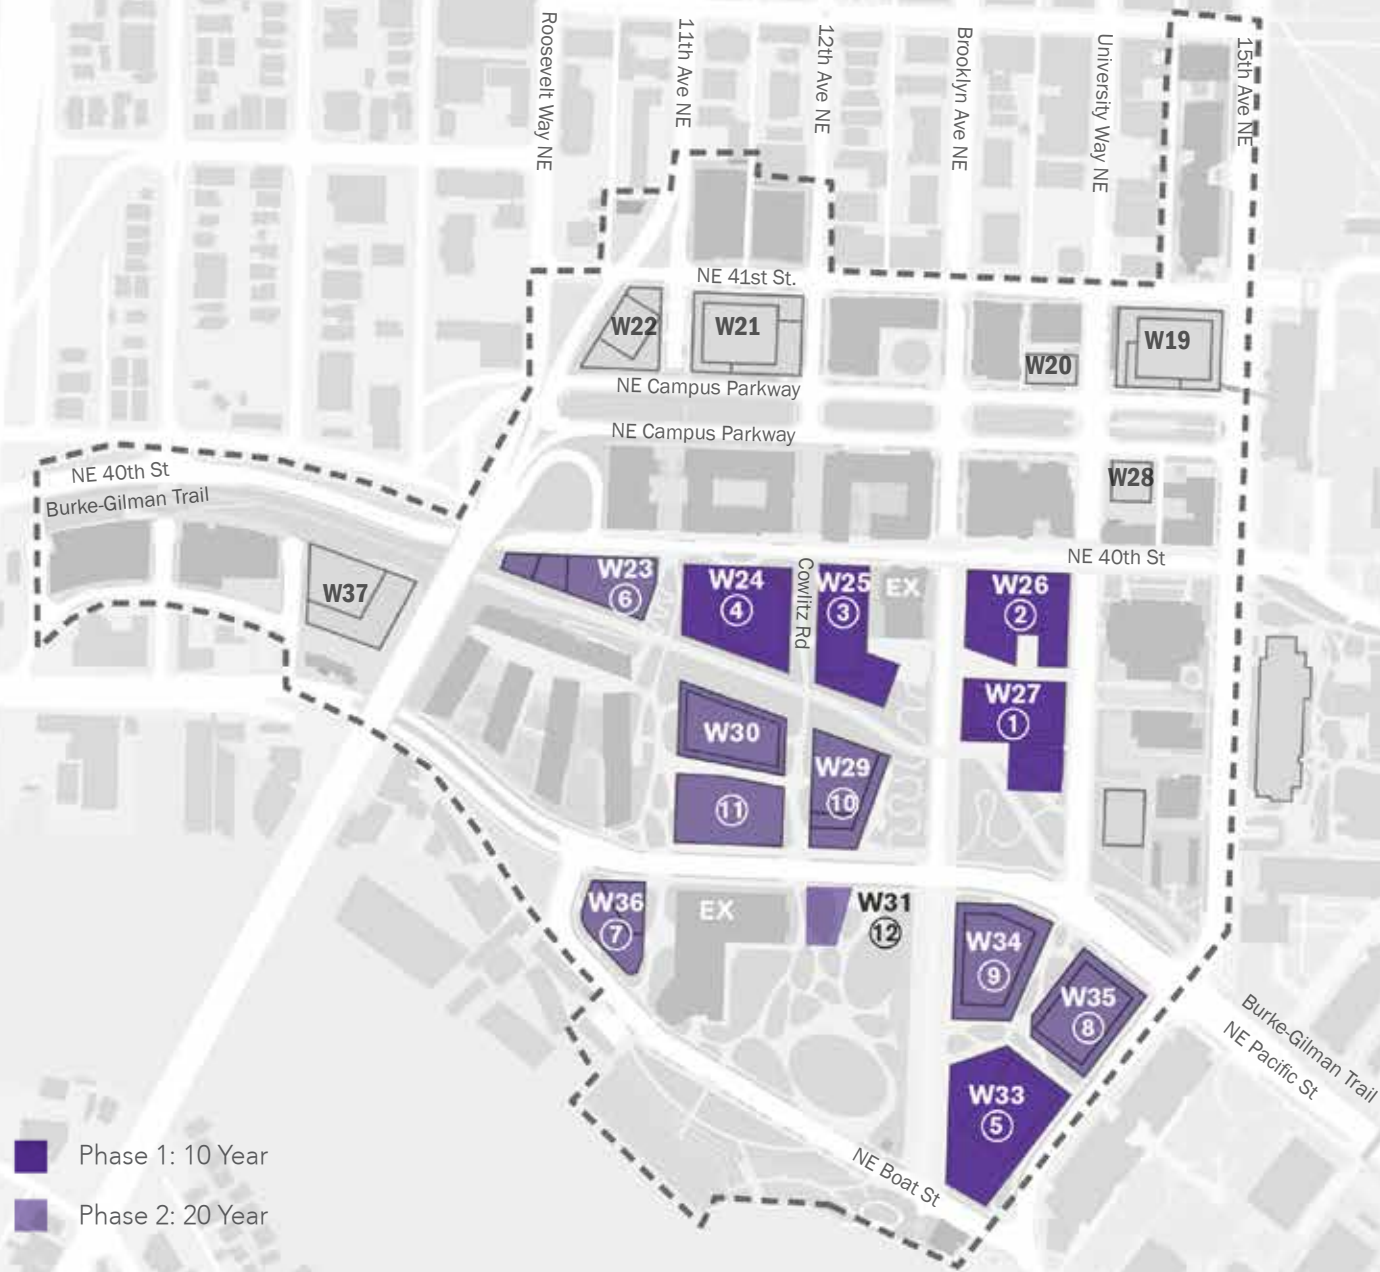 Roosevelt Way NE
11th Ave NE
12th Ave NE
Brooklyn Ave NE
University Way NE
15th Ave NE
NE 41st St.
W22
W21
W20
W19
NE Campus Parkway
NE Campus Parkway
NE 40th St
Burke-Gilman Trail
W28
NE 40th St
W37
W23
6
W24
4
Cowlitz Rd
W25
3
EX
W26
2
W27
1
W30
W29
10
11
W36
7
EX
W31
12
W34
9
W35
8
W33
5
Burke-Gilman Trail
NE Pacific St
NE Boat St
Phase 1: 10 Year
Phase 2: 20 Year